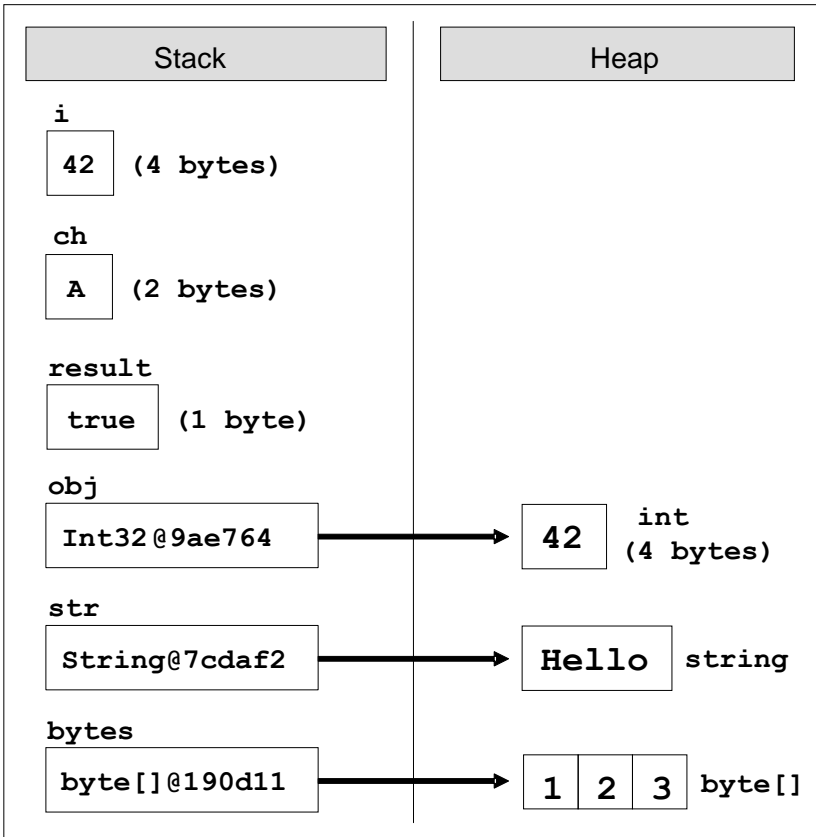 Stack
Heap
i
42 (4 bytes)
ch
A (2 bytes)
result
true (1 byte)
obj
Int32@9ae764
42
int
(4 bytes)
str
String@7cdaf2
Hello string
bytes
byte[]@190d11
1 2 3 byte[]